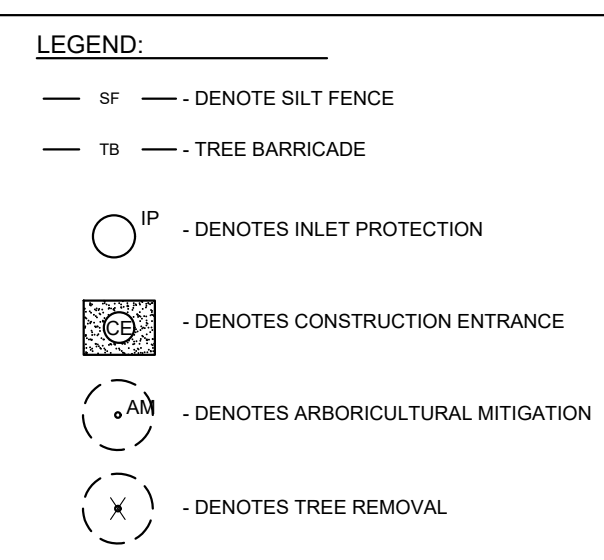 LEGEND:
SF - DENOTE SILT FENCE
TB - TREE BARRICADE
IP - DENOTES INLET PROTECTION
CE - DENOTES CONSTRUCTION ENTRANCE
AM - DENOTES ARBORICULTURAL MITIGATION
- DENOTES TREE REMOVAL